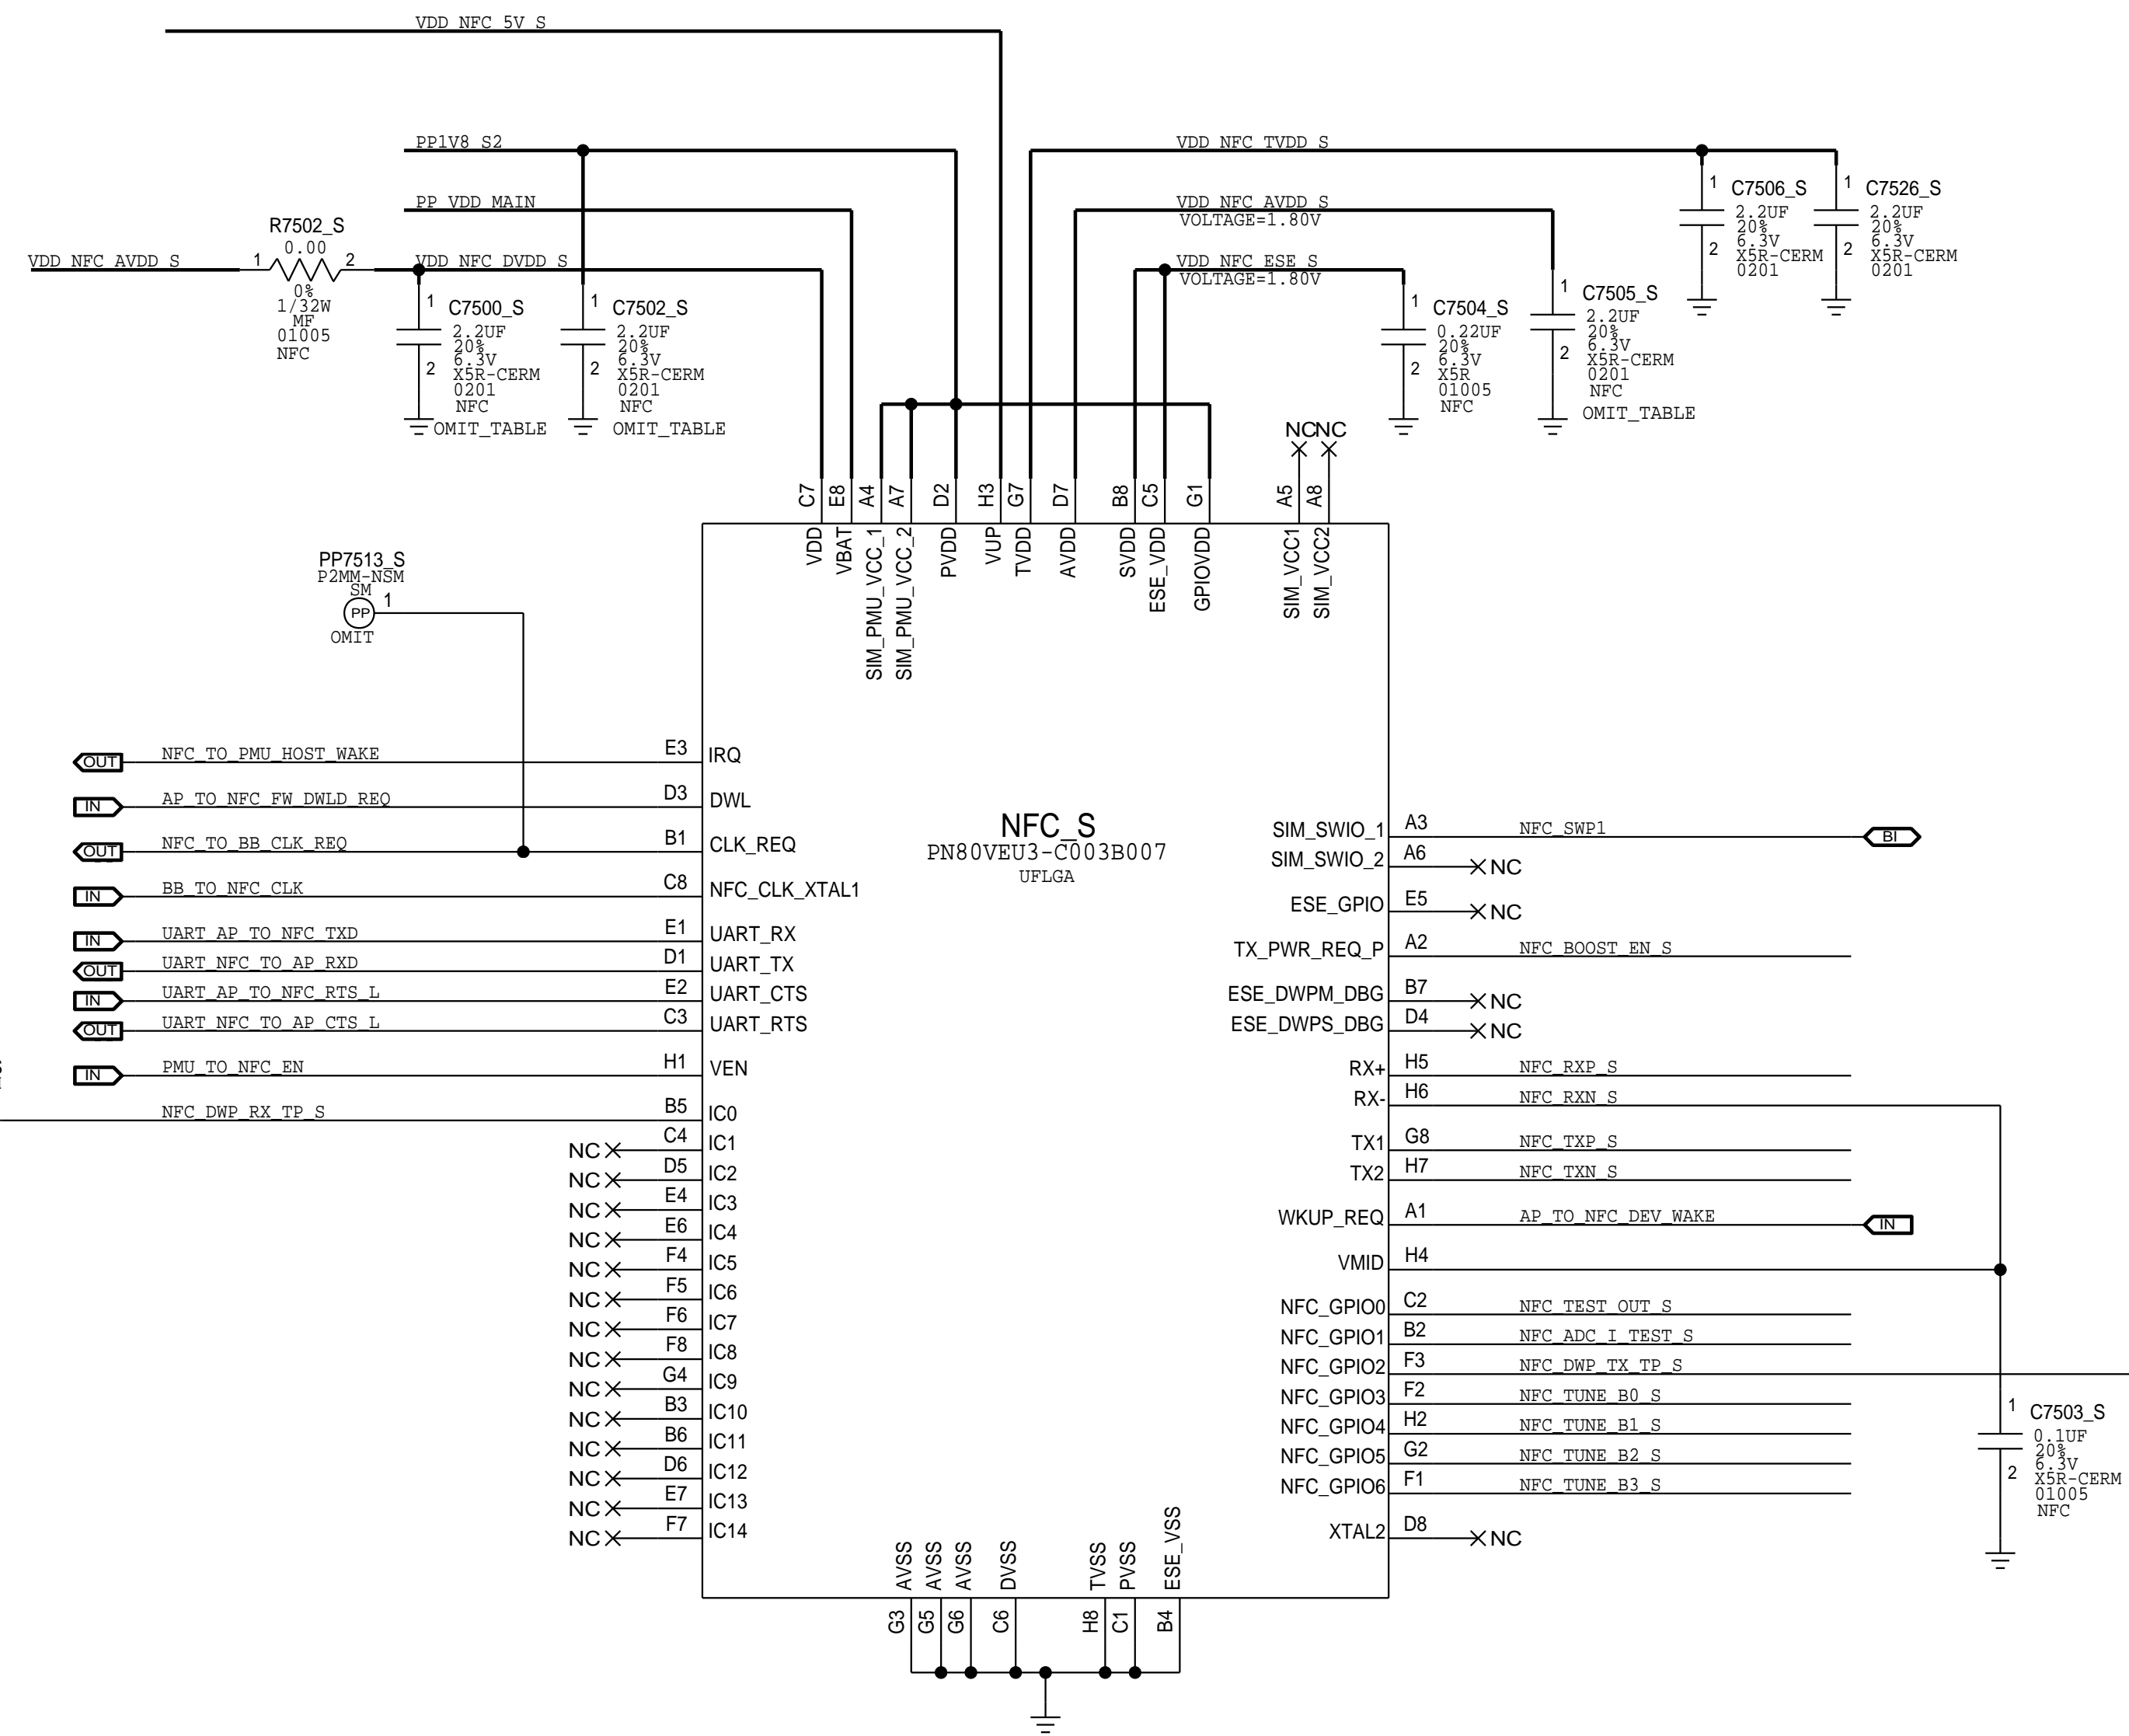 VDD_NFC_5V_S
PP1V8_S2
VDD_NFC_TVDD_S
PP_VDD_MAIN
VDD_NFC_AVDD_S
VOLTAGE=1.80V
VDD_NFC_ESE_S
VOLTAGE=1.80V
1
2
C7506_S
2.2UF
20%
6.3V
X5R-CERM
0201
1
2
C7526_S
2.2UF
20%
6.3V
X5R-CERM
0201
R7502_S
0.00
VDD_NFC_AVDD_S
1
2
0%
1/32W
MF
01005
NFC
VDD_NFC_DVDD_S
1
2
C7500_S
2.2UF
20%
6.3V
X5R-CERM
0201
NFC
OMIT_TABLE
1
2
C7502_S
2.2UF
20%
6.3V
X5R-CERM
0201
NFC
OMIT_TABLE
1
2
C7504_S
0.22UF
20%
6.3V
X5R
01005
NFC
1
2
C7505_S
2.2UF
20%
6.3V
X5R-CERM
0201
NFC
OMIT_TABLE
NC
NC
C7 VDD
E8 VBAT
A4 SIM_PMU_VCC_1
A7 SIM_PMU_VCC_2
D2 PVDD
H3 VUP
G7 TVDD
D7 AVDD
B8 SVDD
C5 ESE_VDD
G1 GPIOVDD
A5 SIM_VCC1
A8 SIM_VCC2
PP7513_S
P2MM-NSM
SM
PP 1
OMIT
NFC_S
PN80VEU3-C003B007
UFLGA
OUT NFC_TO_PMU_HOST_WAKE E3 IRQ
IN AP_TO_NFC_FW_DWLD_REQ D3 DWL
OUT NFC_TO_BB_CLK_REQ B1 CLK_REQ
IN BB_TO_NFC_CLK C8 NFC_CLK_XTAL1
IN UART_AP_TO_NFC_TXD E1 UART_RX
OUT UART_NFC_TO_AP_RXD D1 UART_TX
IN UART_AP_TO_NFC_RTS_L E2 UART_CTS
OUT UART_NFC_TO_AP_CTS_L C3 UART_RTS
IN PMU_TO_NFC_EN H1 VEN
NFC_DWP_RX_TP_S B5 IC0
NC C4 IC1
NC D5 IC2
NC E4 IC3
NC E6 IC4
NC F4 IC5
NC F5 IC6
NC F6 IC7
NC F8 IC8
NC G4 IC9
NC B3 IC10
NC B6 IC11
NC D6 IC12
NC E7 IC13
NC F7 IC14
SIM_SWIO_1 A3 NFC_SWP1 BI
SIM_SWIO_2 A6 NC
ESE_GPIO E5 NC
TX_PWR_REQ_P A2 NFC_BOOST_EN_S
ESE_DWPM_DBG B7 NC
ESE_DWPS_DBG D4 NC
RX+ H5 NFC_RXP_S
RX- H6 NFC_RXN_S
TX1 G8 NFC_TXP_S
TX2 H7 NFC_TXN_S
WKUP_REQ A1 AP_TO_NFC_DEV_WAKE IN
VMID H4
NFC_GPIO0 C2 NFC_TEST_OUT_S
NFC_GPIO1 B2 NFC_ADC_I_TEST_S
NFC_GPIO2 F3 NFC_DWP_TX_TP_S
NFC_GPIO3 F2 NFC_TUNE_B0_S
NFC_GPIO4 H2 NFC_TUNE_B1_S
NFC_GPIO5 G2 NFC_TUNE_B2_S
NFC_GPIO6 F1 NFC_TUNE_B3_S
XTAL2 D8 NC
1
2
C7503_S
0.1UF
20%
6.3V
X5R-CERM
01005
NFC
AVSS G3
AVSS G5
AVSS G6
DVSS C6
TVSS H8
PVSS C1
ESE_VSS B4